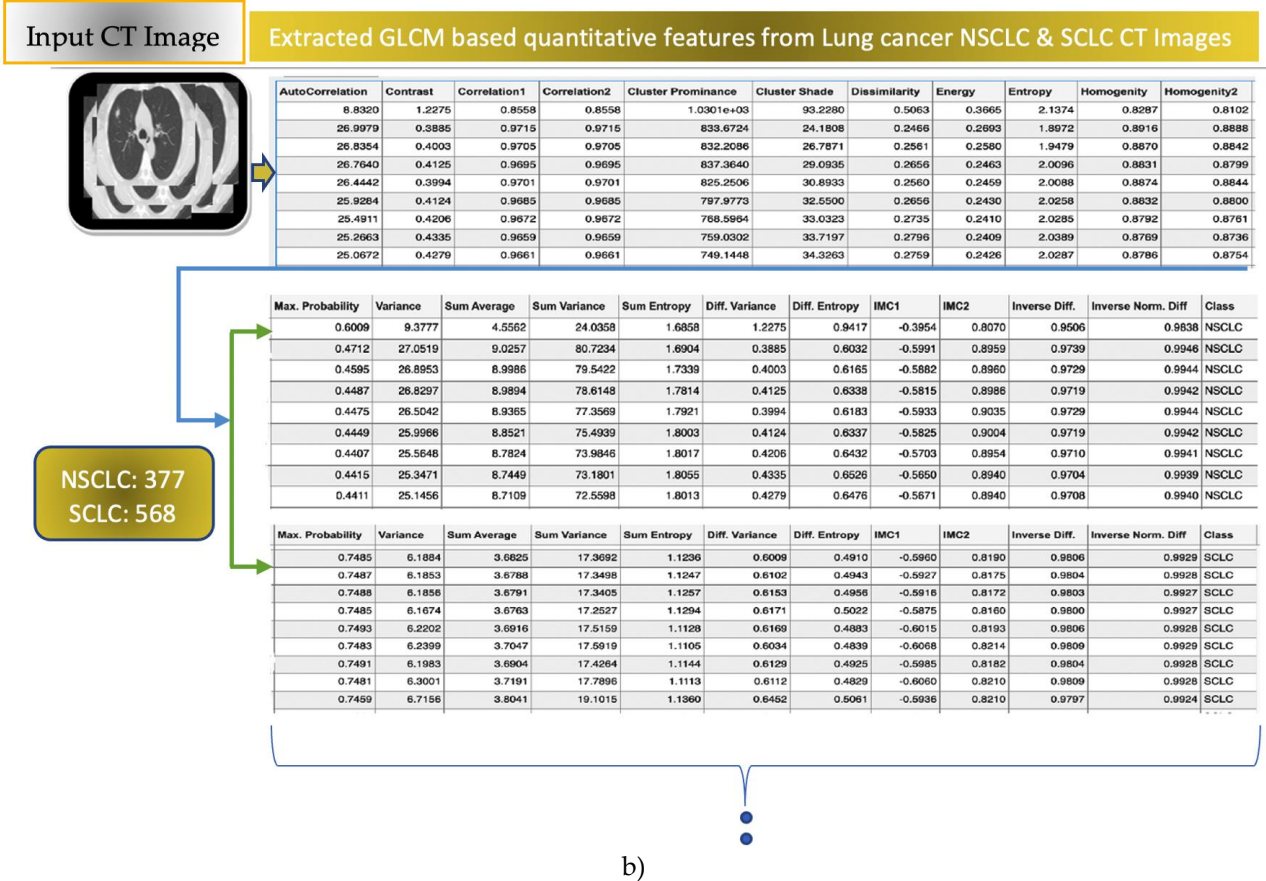 Input CT Image
Extracted GLCM based quantitative features from Lung cancer NSCLC & SCLC CT Images
AutoCorrelation Contrast Correlation1 Correlation2 Cluster Prominance Cluster Shade Dissimilarity Energy Entropy Homogenity Homogenity2
8.8320 1.2275 0.8558 0.8558 1.0301e+03 93.2280 0.5063 0.3665 2.1374 0.8287 0.8102
26.9979 0.3885 0.9715 0.9715 833.6724 24.1808 0.2466 0.2693 1.8972 0.8916 0.8888
26.8354 0.4003 0.9705 0.9705 832.2086 26.7871 0.2561 0.2580 1.9479 0.8870 0.8842
26.7640 0.4125 0.9695 0.9695 837.3640 29.0935 0.2656 0.2463 2.0096 0.8831 0.8799
26.4442 0.3994 0.9701 0.9701 825.2506 30.8933 0.2560 0.2459 2.0088 0.8874 0.8844
25.9284 0.4124 0.9685 0.9685 797.9773 32.5500 0.2656 0.2430 2.0258 0.8832 0.8800
25.4911 0.4206 0.9672 0.9672 768.5964 33.0323 0.2735 0.2410 2.0285 0.8792 0.8761
25.2663 0.4335 0.9659 0.9659 759.0302 33.7197 0.2796 0.2409 2.0389 0.8769 0.8736
25.0672 0.4279 0.9661 0.9661 749.1448 34.3263 0.2759 0.2426 2.0287 0.8786 0.8754
Max. Probability Variance Sum Average Sum Variance Sum Entropy Diff. Variance Diff. Entropy IMC1 IMC2 Inverse Diff. Inverse Norm. Diff Class
0.6009 9.3777 4.5562 24.0358 1.6858 1.2275 0.9417 -0.3954 0.8070 0.9506 0.9838 NSCLC
0.4712 27.0519 9.0257 80.7234 1.6904 0.3885 0.6032 -0.5991 0.8959 0.9739 0.9946 NSCLC
0.4595 26.8953 8.9986 79.5422 1.7339 0.4003 0.6165 -0.5882 0.8960 0.9729 0.9944 NSCLC
0.4487 26.8297 8.9894 78.6148 1.7814 0.4125 0.6338 -0.5815 0.8986 0.9719 0.9942 NSCLC
0.4475 26.5042 8.9365 77.3569 1.7921 0.3994 0.6183 -0.5933 0.9035 0.9729 0.9944 NSCLC
0.4449 25.9966 8.8521 75.4939 1.8003 0.4124 0.6337 -0.5825 0.9004 0.9719 0.9942 NSCLC
0.4407 25.5648 8.7824 73.9846 1.8017 0.4206 0.6432 -0.5703 0.8954 0.9710 0.9941 NSCLC
0.4415 25.3471 8.7449 73.1801 1.8055 0.4335 0.6526 -0.5650 0.8940 0.9704 0.9939 NSCLC
0.4411 25.1456 8.7109 72.5598 1.8013 0.4279 0.6476 -0.5671 0.8940 0.9708 0.9940 NSCLC
NSCLC: 377
SCLC: 568
Max. Probability Variance Sum Average Sum Variance Sum Entropy Diff. Variance Diff. Entropy IMC1 IMC2 Inverse Diff. Inverse Norm. Diff Class
0.7485 6.1884 3.6825 17.3692 1.1236 0.6009 0.4910 -0.5960 0.8190 0.9806 0.9929 SCLC
0.7487 6.1853 3.6788 17.3498 1.1247 0.6102 0.4943 -0.5927 0.8175 0.9804 0.9928 SCLC
0.7488 6.1856 3.6791 17.3405 1.1257 0.6153 0.4956 -0.5916 0.8172 0.9803 0.9927 SCLC
0.7485 6.1674 3.6763 17.2527 1.1294 0.6171 0.5022 -0.5875 0.8160 0.9800 0.9927 SCLC
0.7493 6.2202 3.6916 17.5159 1.1128 0.6169 0.4883 -0.6015 0.8193 0.9806 0.9928 SCLC
0.7483 6.2399 3.7047 17.5919 1.1105 0.6034 0.4839 -0.6068 0.8214 0.9809 0.9929 SCLC
0.7491 6.1983 3.6904 17.4264 1.1144 0.6129 0.4925 -0.5985 0.8182 0.9804 0.9928 SCLC
0.7481 6.3001 3.7191 17.7896 1.1113 0.6112 0.4829 -0.6060 0.8210 0.9809 0.9928 SCLC
0.7459 6.7156 3.8041 19.1015 1.1360 0.6452 0.5061 -0.5936 0.8210 0.9797 0.9924 SCLC
b)